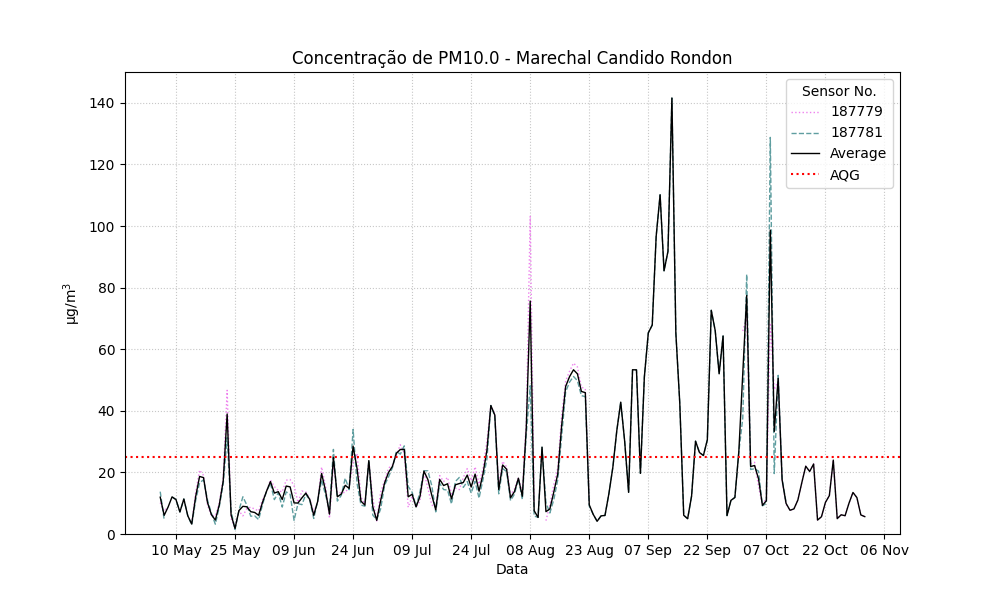 Concentração de PM10.0 - Marechal Candido Rondon
Sensor No.
187779
187781
Average
AQG
140
120
100
80
60
40
20
0
µg/m³
10 May 25 May 09 Jun 24 Jun 09 Jul 24 Jul 08 Aug 23 Aug 07 Sep 22 Sep 07 Oct 22 Oct 06 Nov
Data